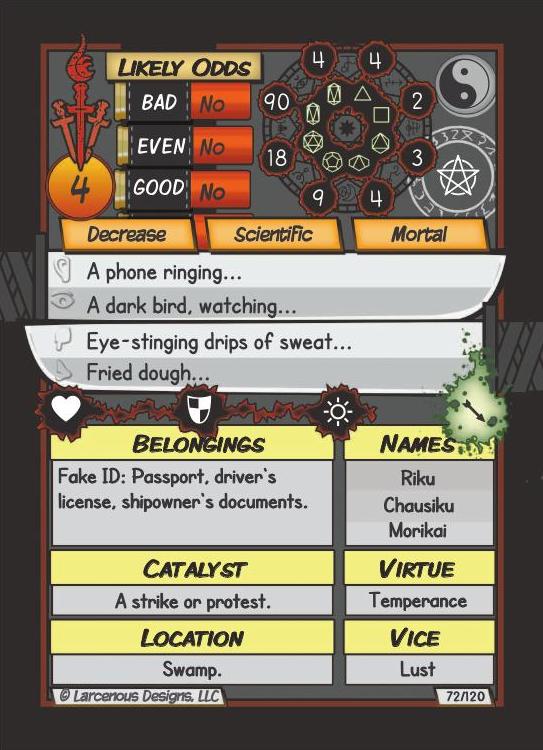 LIKELY ODDS
BAD No
EVEN No
GOOD No
4
4
4
90
2
18
3
9
4
Decrease
Scientific
Mortal
A phone ringing...
A dark bird, watching...
Eye-stinging drips of sweat...
Fried dough...
BELONGINGS
Fake ID: Passport, driver's
license, shipowner's documents.
NAMES
Riku
Chausiku
Morikai
CATALYST
A strike or protest.
VIRTUE
Temperance
LOCATION
Swamp.
VICE
Lust
© Larcenous Designs, LLC
72/120